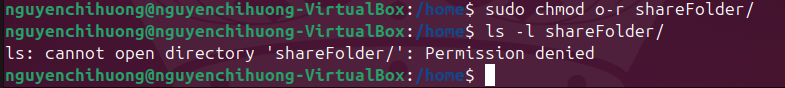 nguyenchihuong@nguyenchihuong-VirtualBox:/home$ sudo chmod o-r shareFolder/
nguyenchihuong@nguyenchihuong-VirtualBox:/home$ ls -l shareFolder/
ls: cannot open directory 'shareFolder/': Permission denied
nguyenchihuong@nguyenchihuong-VirtualBox:/home$